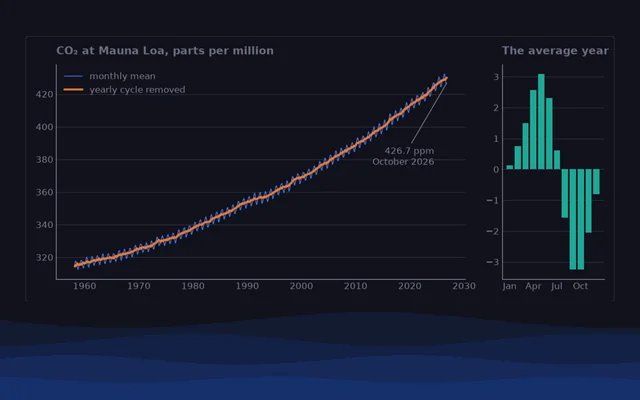 CO₂ at Mauna Loa, parts per million
monthly mean
yearly cycle removed
420
400
380
360
340
320
426.7 ppm
October 2026
1960 1970 1980 1990 2000 2010 2020 2030
The average year
3
2
1
0
−1
−2
−3
Jan Apr Jul Oct